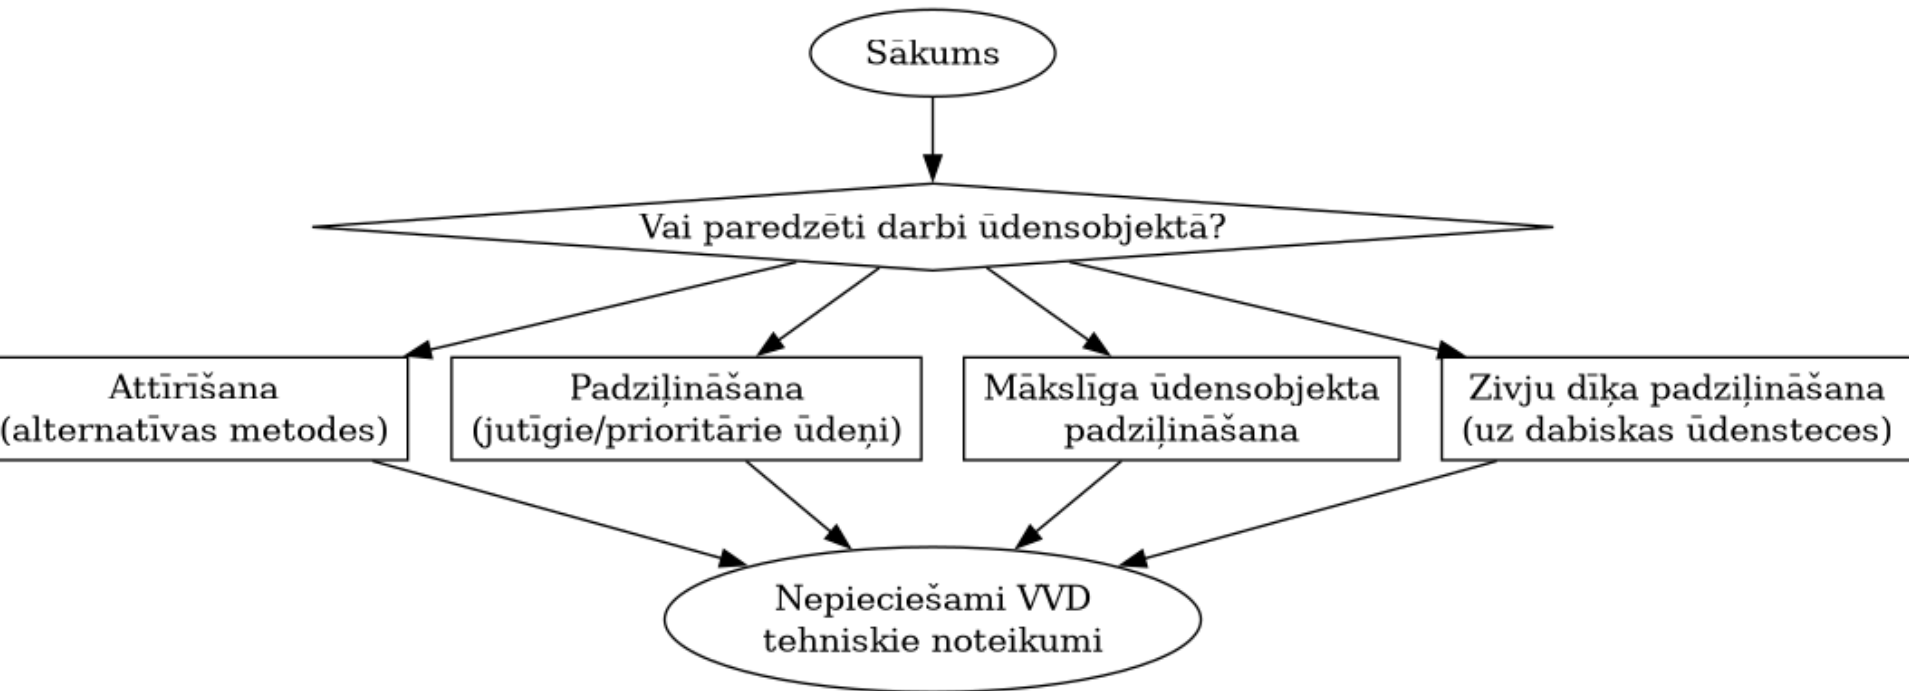 Sākums
Vai paredzēti darbi ūdensobjektā?
Attīrīšana
(alternatīvas metodes)
Padziļināšana
(jutīgie/prioritārie ūdeņi)
Mākslīga ūdensobjekta
padziļināšana
Zivju dīķa padziļināšana
(uz dabiskas ūdensteces)
Nepieciešami VVD
tehniskie noteikumi